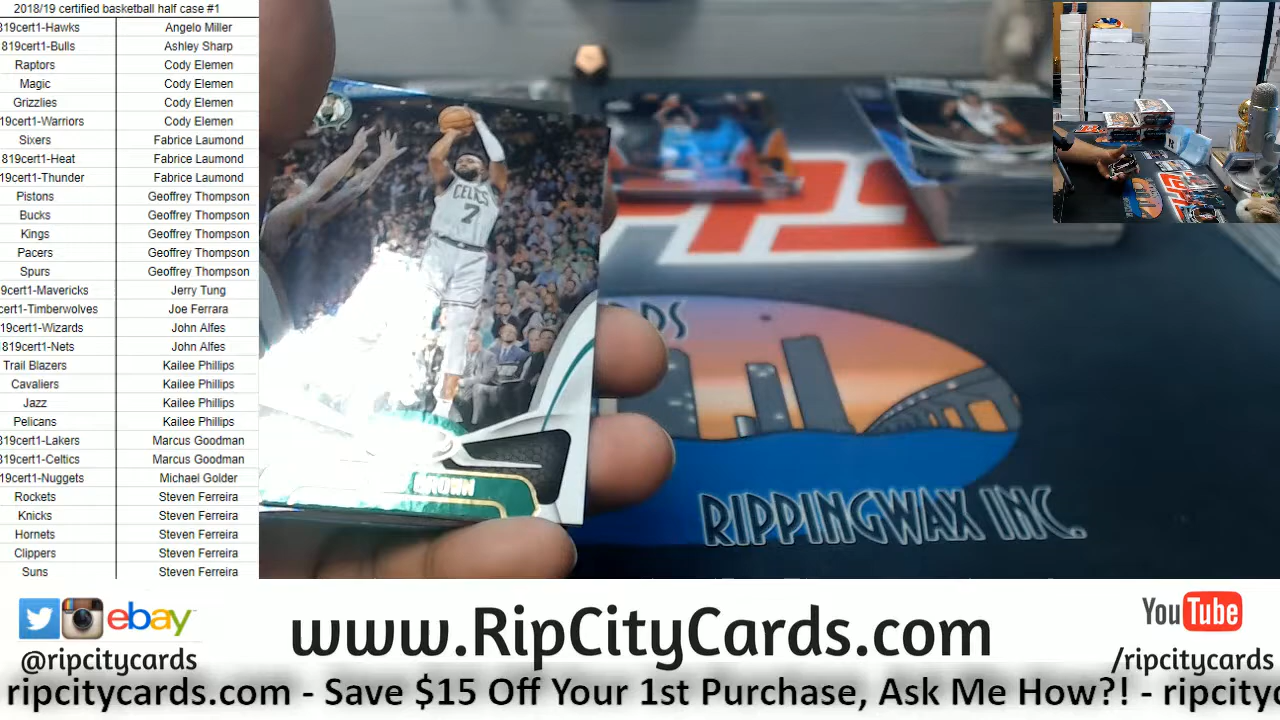 2018/19 certified basketball half case #1
819cert1-Hawks Angelo Miller
819cert1-Bulls Ashley Sharp
Raptors Cody Elemen
Magic Cody Elemen
Grizzlies Cody Elemen
19cert1-Warriors Cody Elemen
Sixers Fabrice Laumond
819cert1-Heat Fabrice Laumond
19cert1-Thunder Fabrice Laumond
Pistons Geoffrey Thompson
Bucks Geoffrey Thompson
Kings Geoffrey Thompson
Pacers Geoffrey Thompson
Spurs Geoffrey Thompson
19cert1-Mavericks Jerry Tung
cert1-Timberwolves Joe Ferrara
19cert1-Wizards John Alfes
819cert1-Nets John Alfes
Trail Blazers Kailee Phillips
Cavaliers Kailee Phillips
Jazz Kailee Phillips
Pelicans Kailee Phillips
819cert1-Lakers Marcus Goodman
819cert1-Celtics Marcus Goodman
19cert1-Nuggets Michael Golder
Rockets Steven Ferreira
Knicks Steven Ferreira
Hornets Steven Ferreira
Clippers Steven Ferreira
Suns Steven Ferreira
CELTICS
7
BROWN
RDS
RIPPINGWAX INC.
ebay
@ripcitycards
www.RipCityCards.com
YouTube
/ripcitycards
ripcitycards.com - Save $15 Off Your 1st Purchase, Ask Me How?! - ripcityc